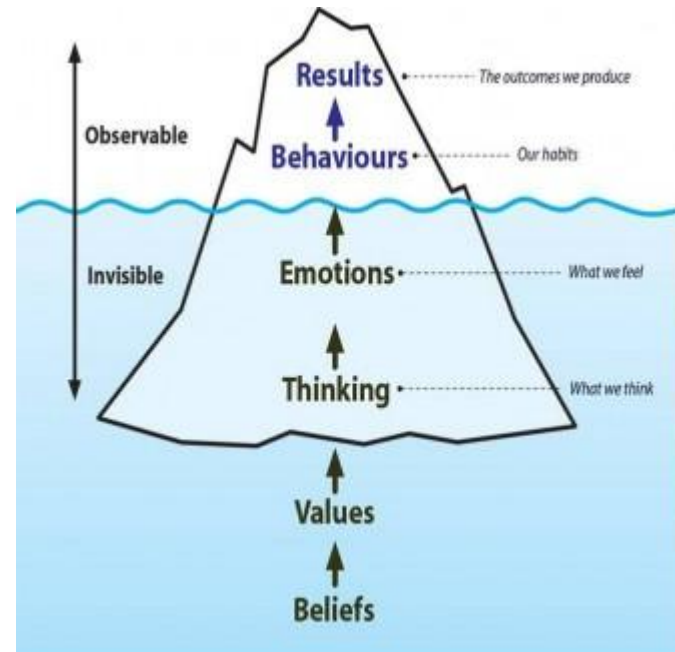 Results
The outcomes we produce
Observable
Behaviours
Our habits
Invisible
Emotions
What we feel
Thinking
What we think
Values
Beliefs